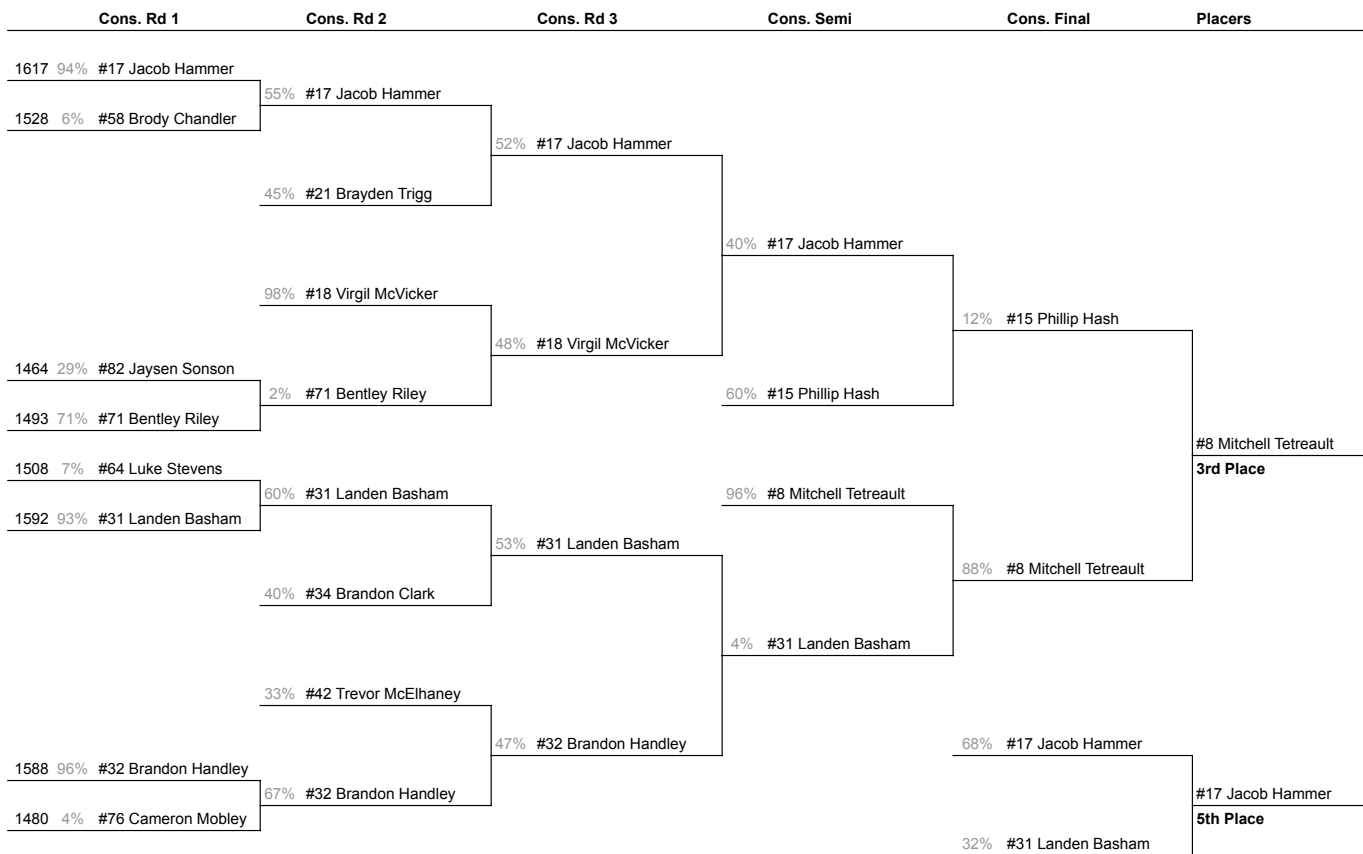 Cons. Rd 1 Cons. Rd 2 Cons. Rd 3 Cons. Semi Cons. Final Placers
1617 94% #17 Jacob Hammer
55% #17 Jacob Hammer
1528 6% #58 Brody Chandler
52% #17 Jacob Hammer
45% #21 Brayden Trigg
40% #17 Jacob Hammer
98% #18 Virgil McVicker
12% #15 Phillip Hash
48% #18 Virgil McVicker
1464 29% #82 Jaysen Sonson
2% #71 Bentley Riley
60% #15 Phillip Hash
1493 71% #71 Bentley Riley
#8 Mitchell Tetreault
1508 7% #64 Luke Stevens
3rd Place
60% #31 Landen Basham
96% #8 Mitchell Tetreault
1592 93% #31 Landen Basham
53% #31 Landen Basham
88% #8 Mitchell Tetreault
40% #34 Brandon Clark
4% #31 Landen Basham
33% #42 Trevor McElhaney
47% #32 Brandon Handley
68% #17 Jacob Hammer
1588 96% #32 Brandon Handley
67% #32 Brandon Handley
#17 Jacob Hammer
1480 4% #76 Cameron Mobley
5th Place
32% #31 Landen Basham